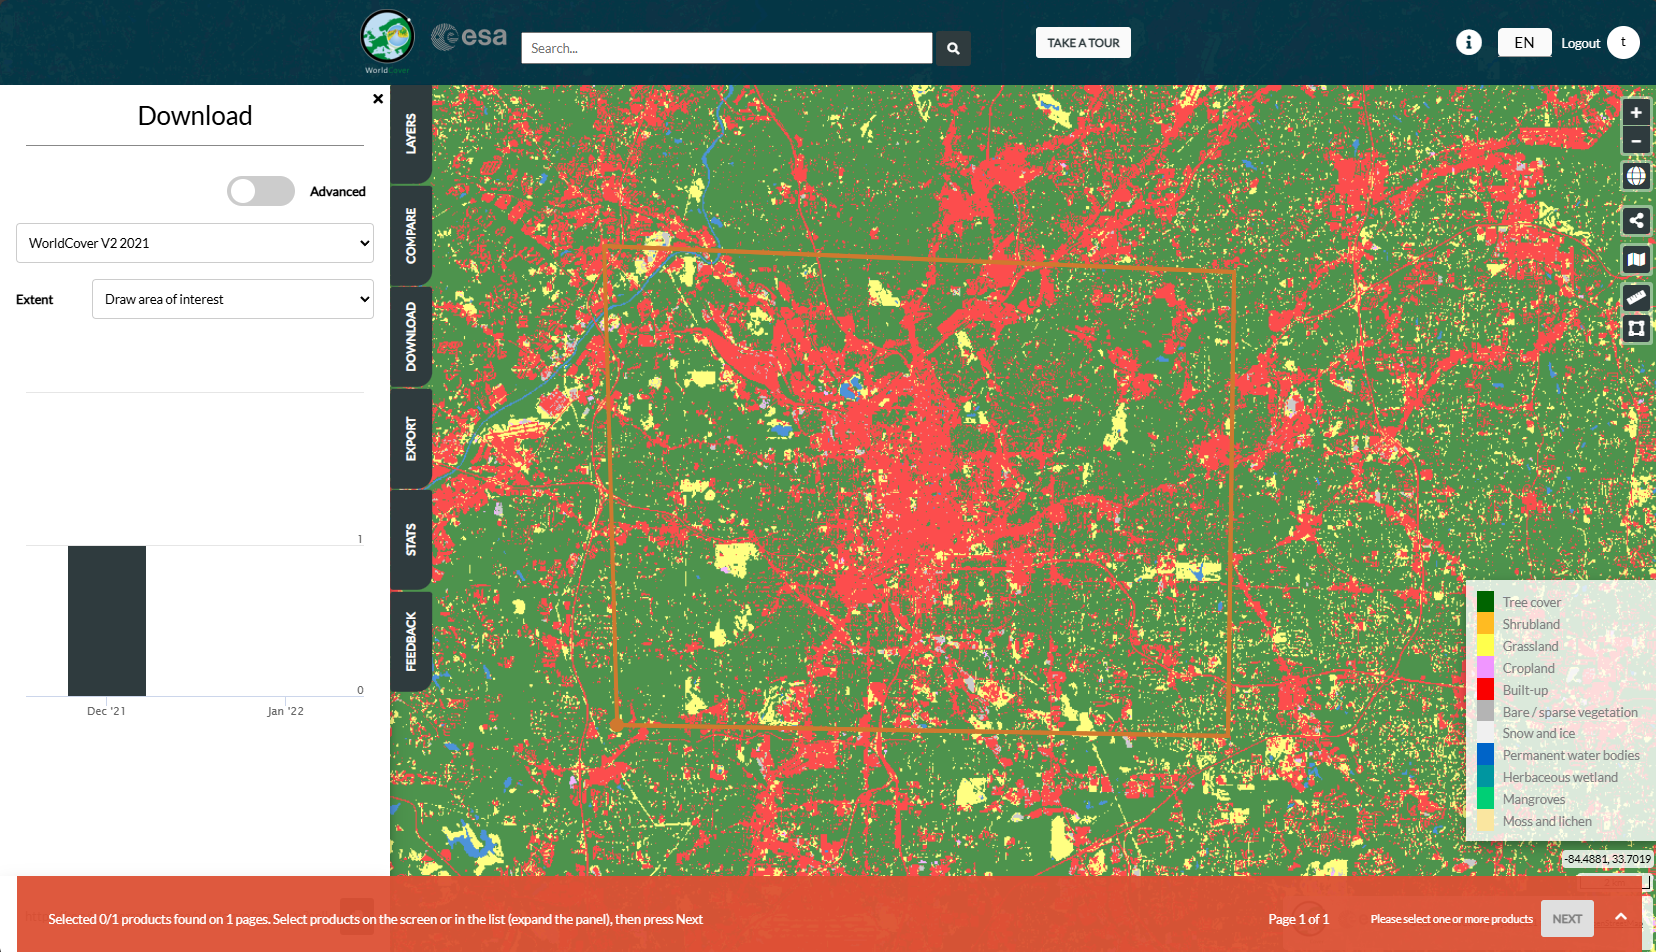 WorldCover
esa
Search...
TAKE A TOUR
EN
Logout
t
Download
Advanced
WorldCover V2 2021
Extent
Draw area of interest
1
0
Dec '21
Jan '22
LAYERS
COMPARE
DOWNLOAD
EXPORT
STATS
FEEDBACK
+
−
Tree cover
Shrubland
Grassland
Cropland
Built-up
Bare / sparse vegetation
Snow and ice
Permanent water bodies
Herbaceous wetland
Mangroves
Moss and lichen
-84.4881, 33.7019
Selected 0/1 products found on 1 pages. Select products on the screen or in the list (expand the panel), then press Next
Page 1 of 1
Please select one or more products
NEXT